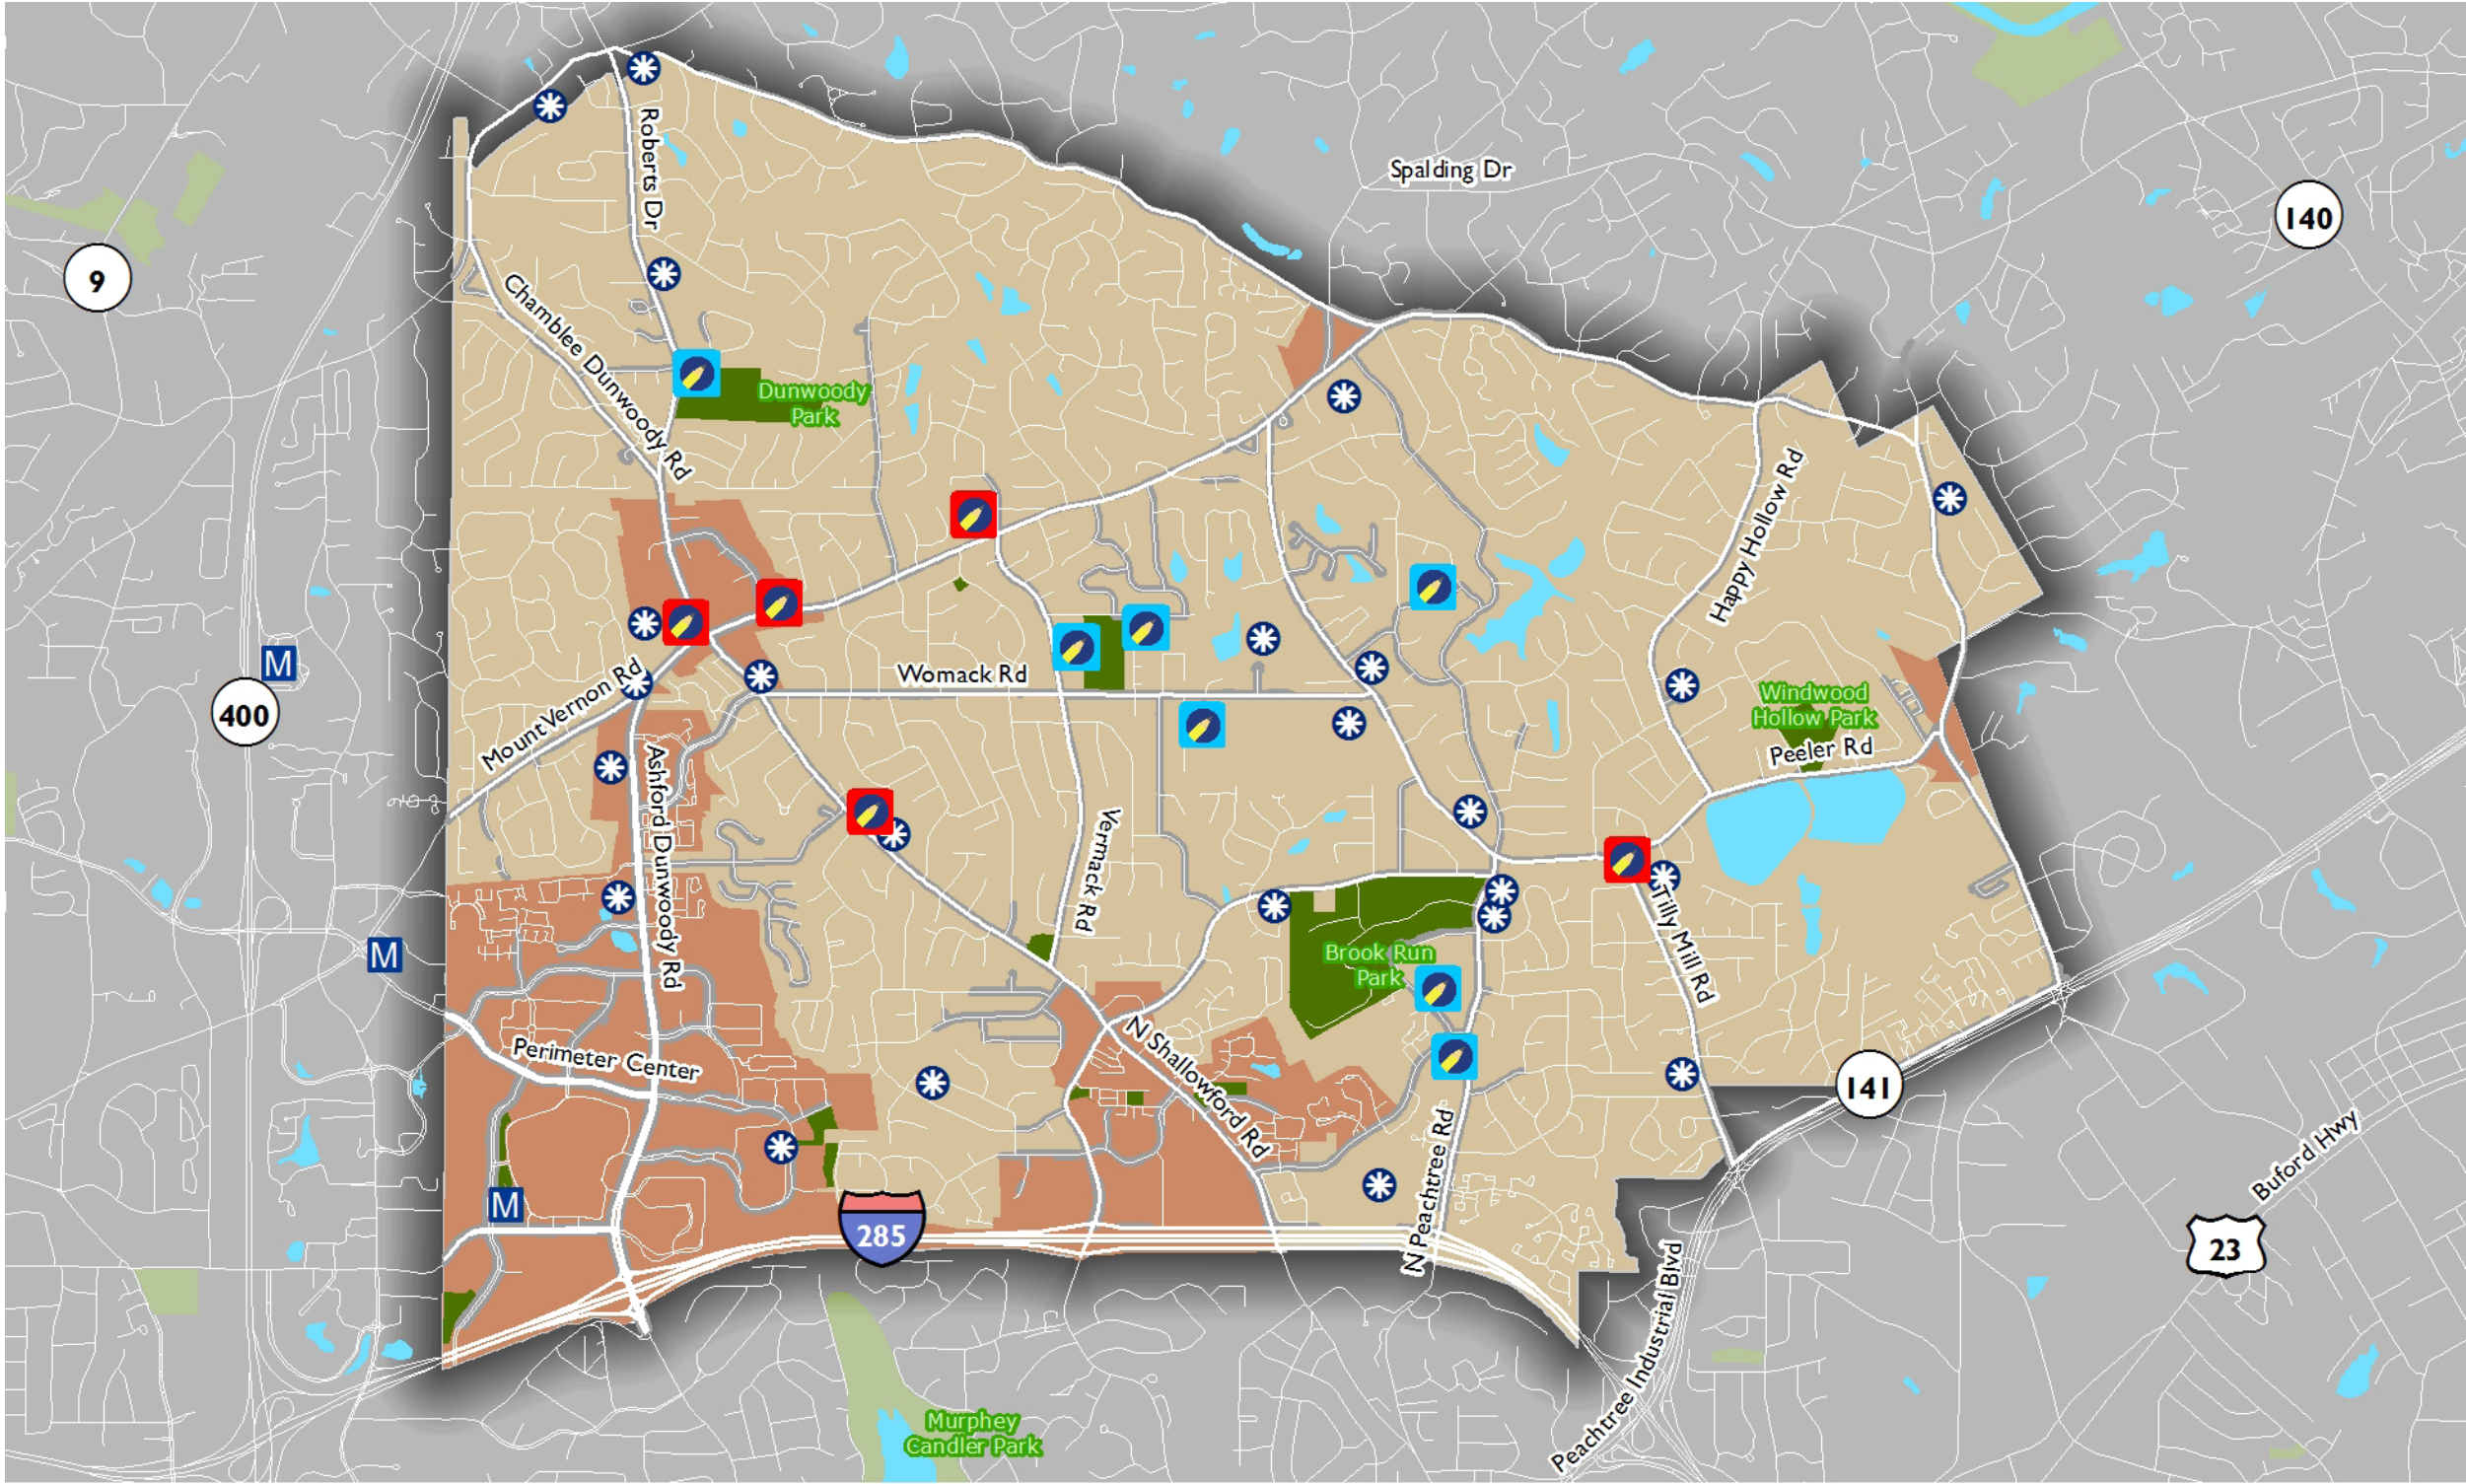 Roberts Dr
Spalding Dr
140
9
Chamblee Dunwoody Rd
Dunwoody
Park
Happy Hollow Rd
M
Womack Rd
Mount Vernon Rd
Windwood
Hollow Park
400
Peeler Rd
Ashford Dunwoody Rd
Vermack Rd
M
Brook Run
Park
Tilly Mill Rd
N Shallowford Rd
Perimeter Center
141
Buford Hwy
N Peachtree Rd
M
285
23
Peachtree Industrial Blvd
Murphey
Candler Park